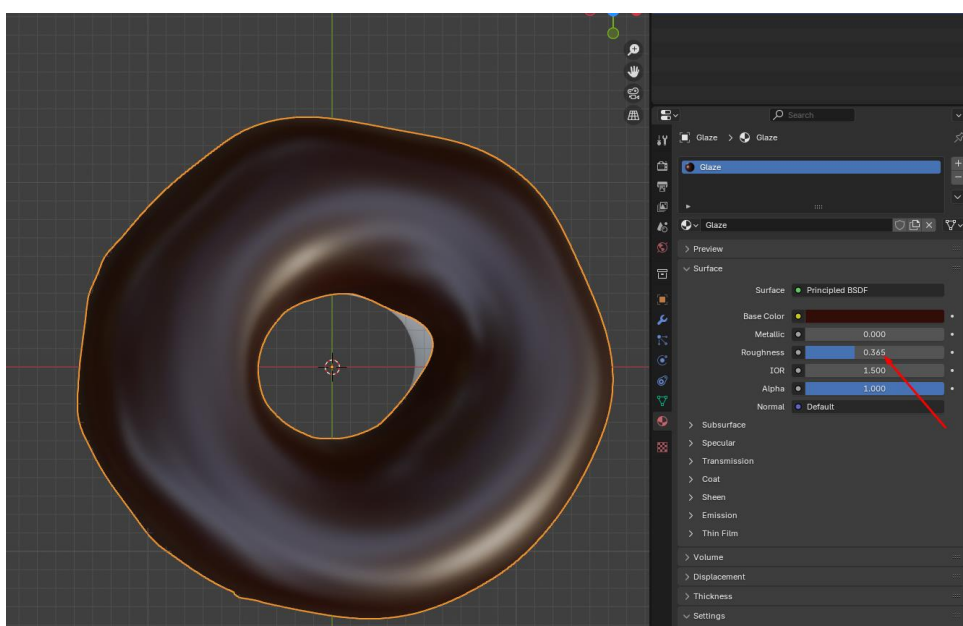 Search
Glaze > Glaze
Glaze
Glaze
> Preview
Surface
Surface Principled BSDF
Base Color
Metallic 0.000
Roughness 0.365
IOR 1.500
Alpha 1.000
Normal Default
> Subsurface
> Specular
> Transmission
> Coat
> Sheen
> Emission
> Thin Film
> Volume
> Displacement
> Thickness
Settings